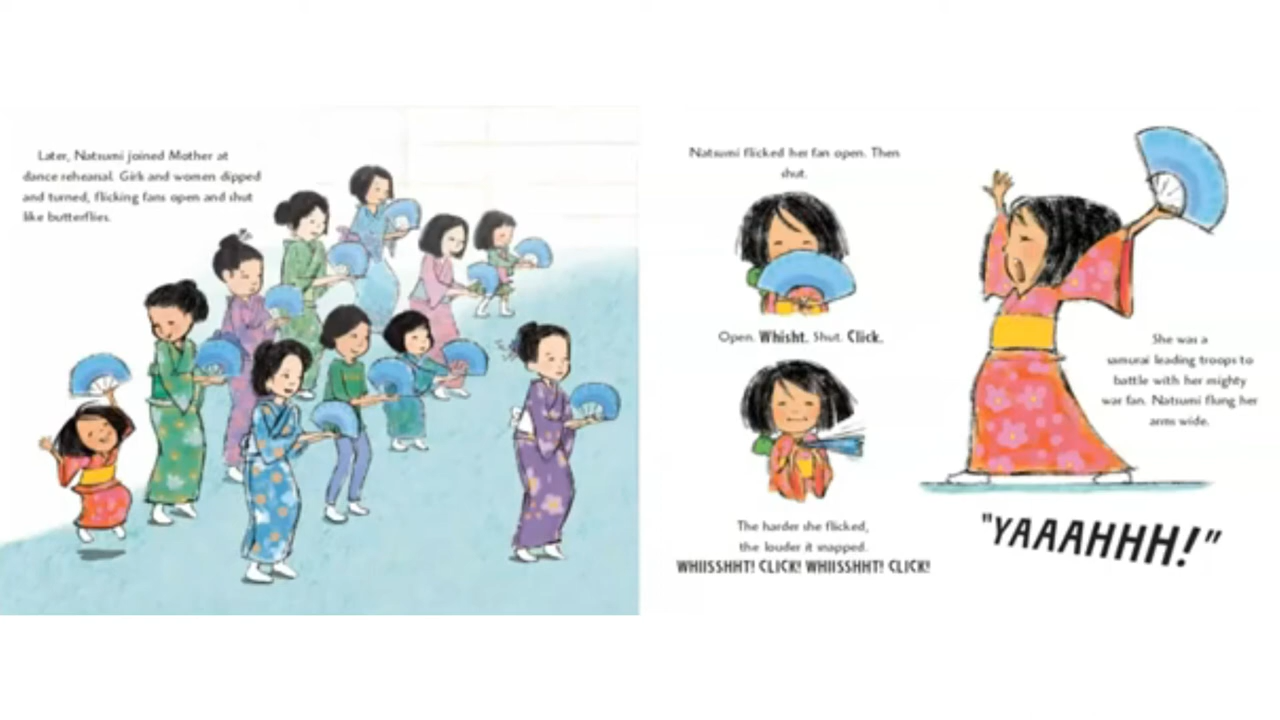 Later, Natsumi joined Mother at
dance rehearsal. Girls and women dipped
and turned, flicking fans open and shut
like butterflies.
Natsumi flicked her fan open. Then
shut.
Open. Whisht. Shut. Click.
The harder she flicked,
the louder it snapped.
WHIISSHHT! CLICK! WHIISSHHT! CLICK!
She was a
samurai leading troops to
battle with her mighty
war fan. Natsumi flung her
arms wide.
"YAAAHHH!"